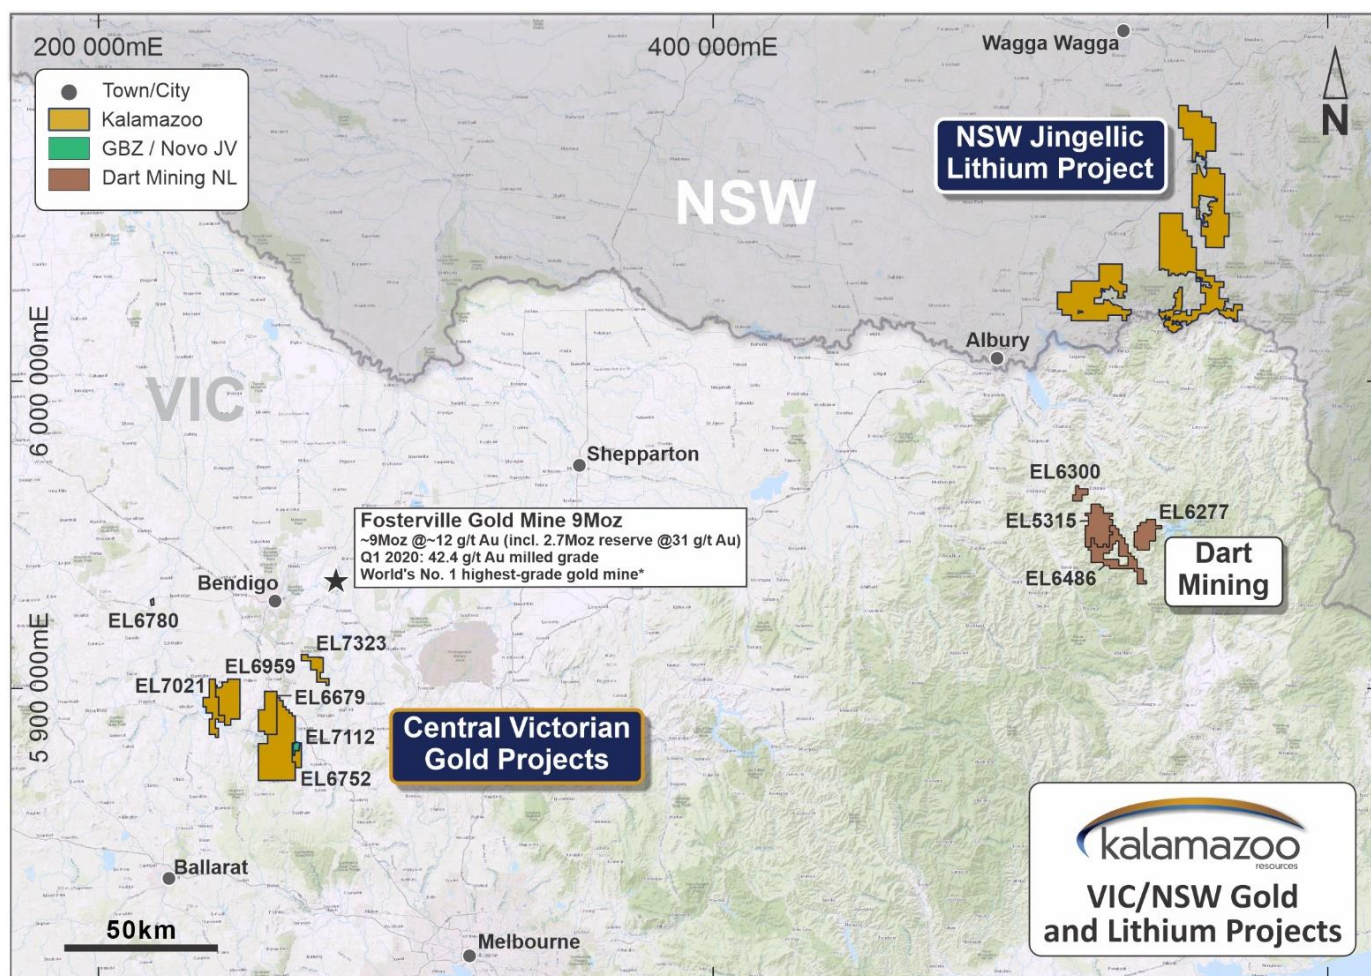 200 000mE
400 000mE
Wagga Wagga
Town/City
Kalamazoo
GBZ / Novo JV
Dart Mining NL
N
NSW Jingellic
Lithium Project
NSW
Albury
6 000 000mE
VIC
Shepparton
EL6300
EL5315
EL6277
EL6486
Dart
Mining
Fosterville Gold Mine 9Moz
~9Moz @~12 g/t Au (incl. 2.7Moz reserve @31 g/t Au)
Q1 2020: 42.4 g/t Au milled grade
World's No. 1 highest-grade gold mine*
Bendigo
EL6780
EL7323
EL6959
EL7021
EL6679
5 900 000mE
EL7112
EL6752
Central Victorian
Gold Projects
Ballarat
50km
Melbourne
kalamazoo
resources
VIC/NSW Gold
and Lithium Projects